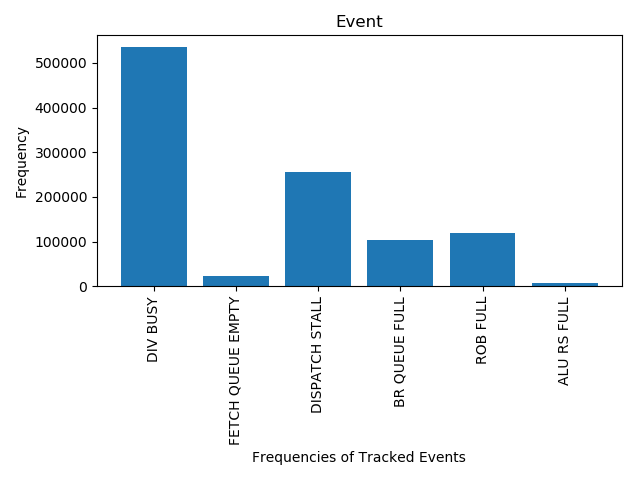 Event
Frequency
500000
400000
300000
200000
100000
0
DIV BUSY
FETCH QUEUE EMPTY
DISPATCH STALL
BR QUEUE FULL
ROB FULL
ALU RS FULL
Frequencies of Tracked Events